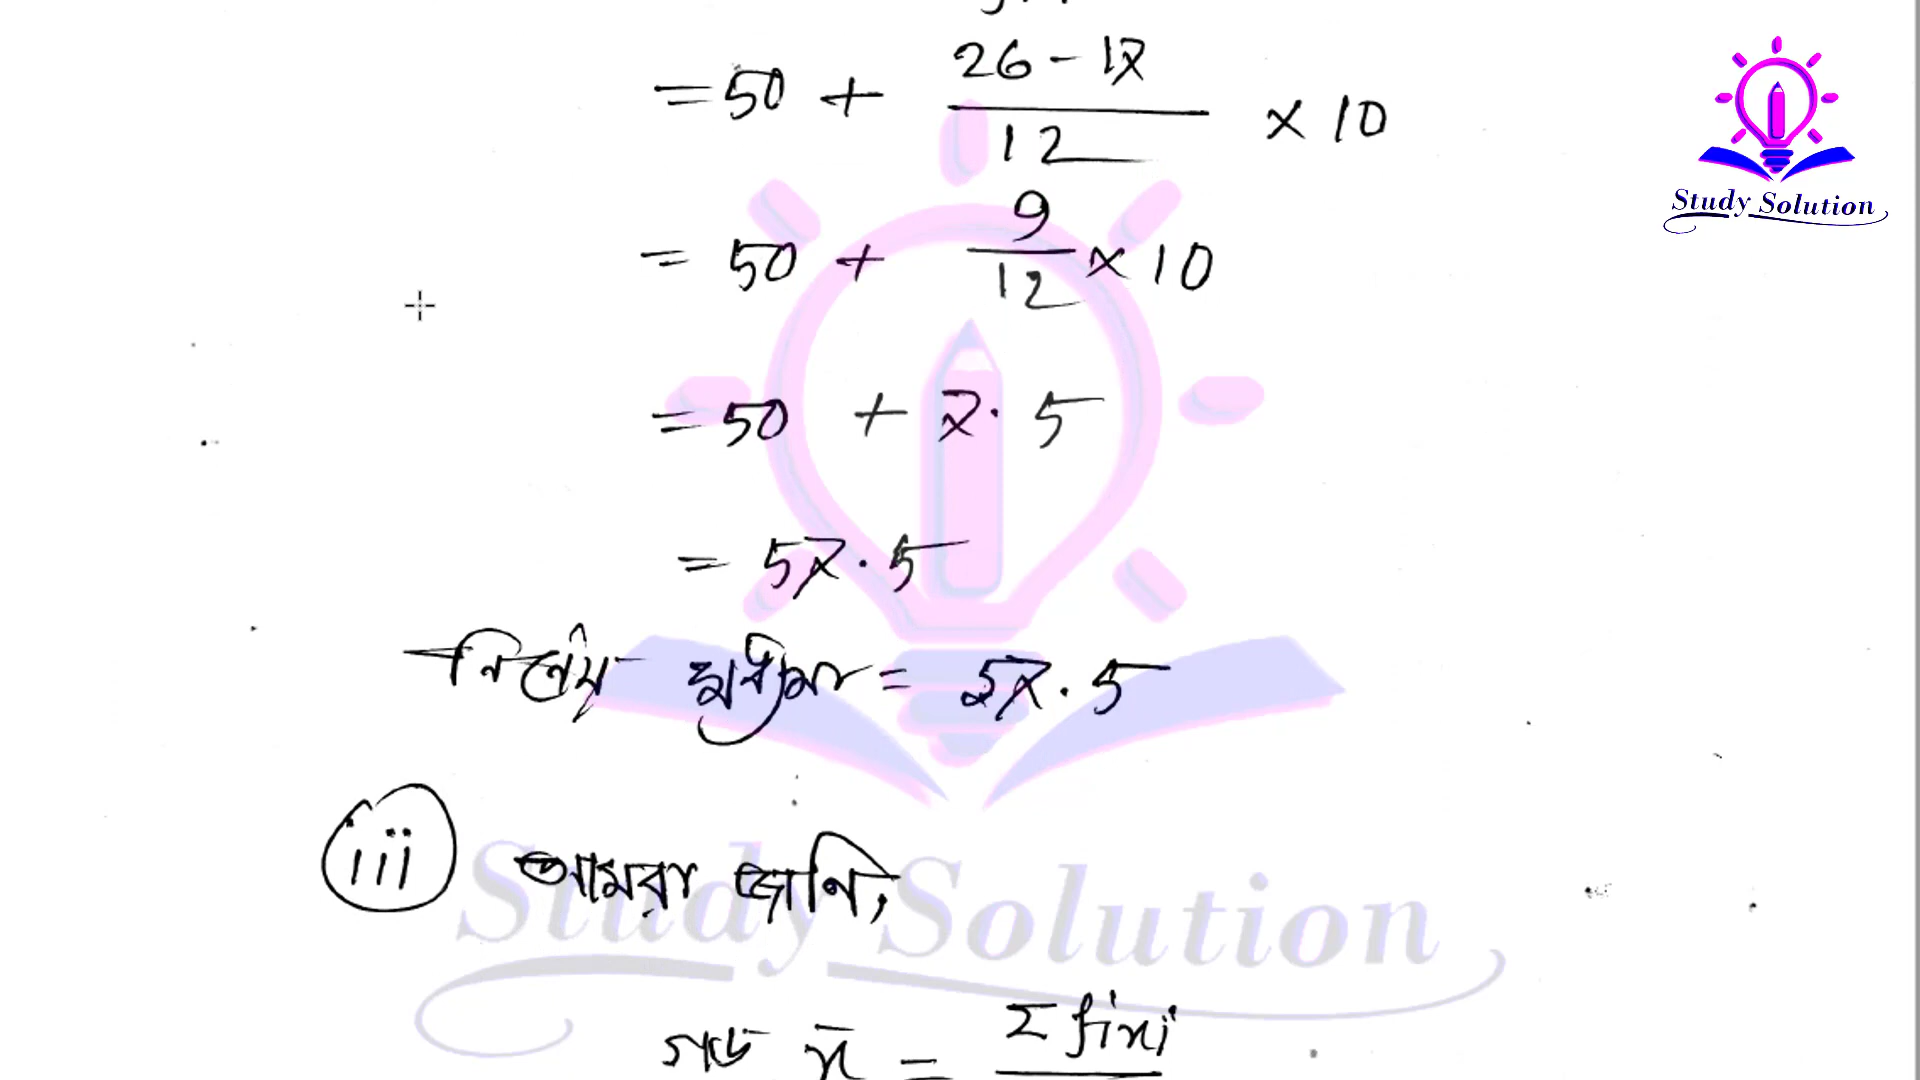 = 50 + 26 - 17 / 12 × 10
= 50 + 9/12 × 10
= 50 + 7.5
= 57.5
নির্ণেয় মধ্যমা = 57.5
iii আমরা জানি,
গড় x̄ = Σ fixi
Study Solution
Study Solution